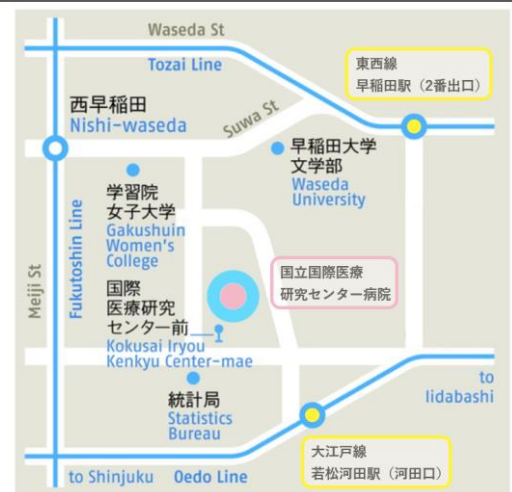 Waseda St
Tozai Line
東西線
早稲田駅（2番出口）
西早稲田
Nishi-waseda
Suwa St
早稲田大学
文学部
Waseda
University
学習院
女子大学
Gakushuin
Women's
College
Meiji St
Fukutoshin Line
国立国際医療
研究センター病院
国際
医療研究
センター前
Kokusai Iryou
Kenkyu Center-mae
統計局
Statistics
Bureau
to
Iidabashi
大江戸線
若松河田駅（河田口）
to Shinjuku
Oedo Line